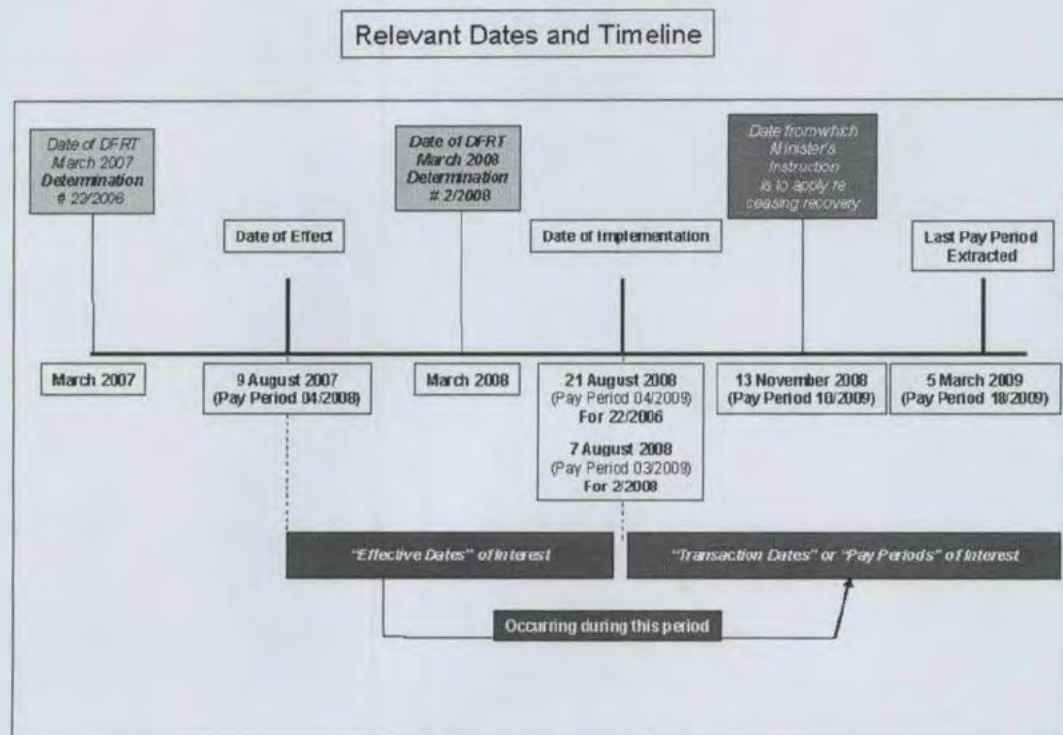 Relevant Dates and Timeline
Date of DFRT
March 2007
Determination
# 22/2006
Date of DFRT
March 2008
Determination
# 2/2008
Date from which
Minister's
Instruction
is to apply re
ceasing recovery
Date of Effect
Date of Implementation
Last Pay Period
Extracted
March 2007
9 August 2007
(Pay Period 04/2008)
March 2008
21 August 2008
(Pay Period 04/2009)
For 22/2006
7 August 2008
(Pay Period 03/2009)
For 2/2008
13 November 2008
(Pay Period 10/2009)
5 March 2009
(Pay Period 18/2009)
"Effective Dates" of Interest
"Transaction Dates" or "Pay Periods" of Interest
Occurring during this period